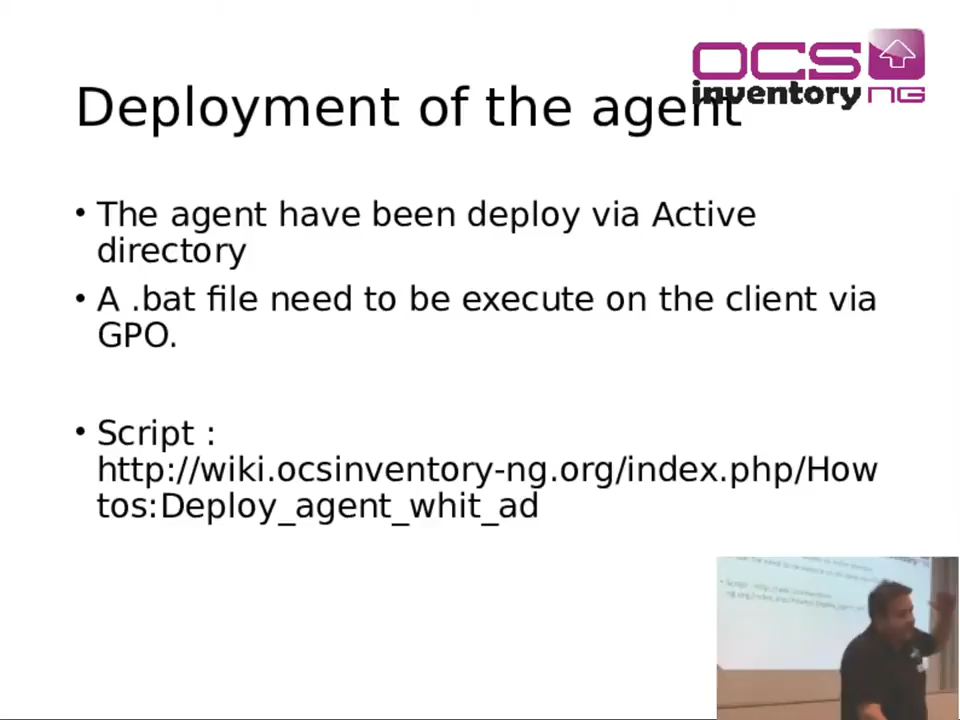 OCS
inventory NG
Deployment of the agent
• The agent have been deploy via Active
directory
• A .bat file need to be execute on the client via
GPO.
• Script :
http://wiki.ocsinventory-ng.org/index.php/How
tos:Deploy_agent_whit_ad